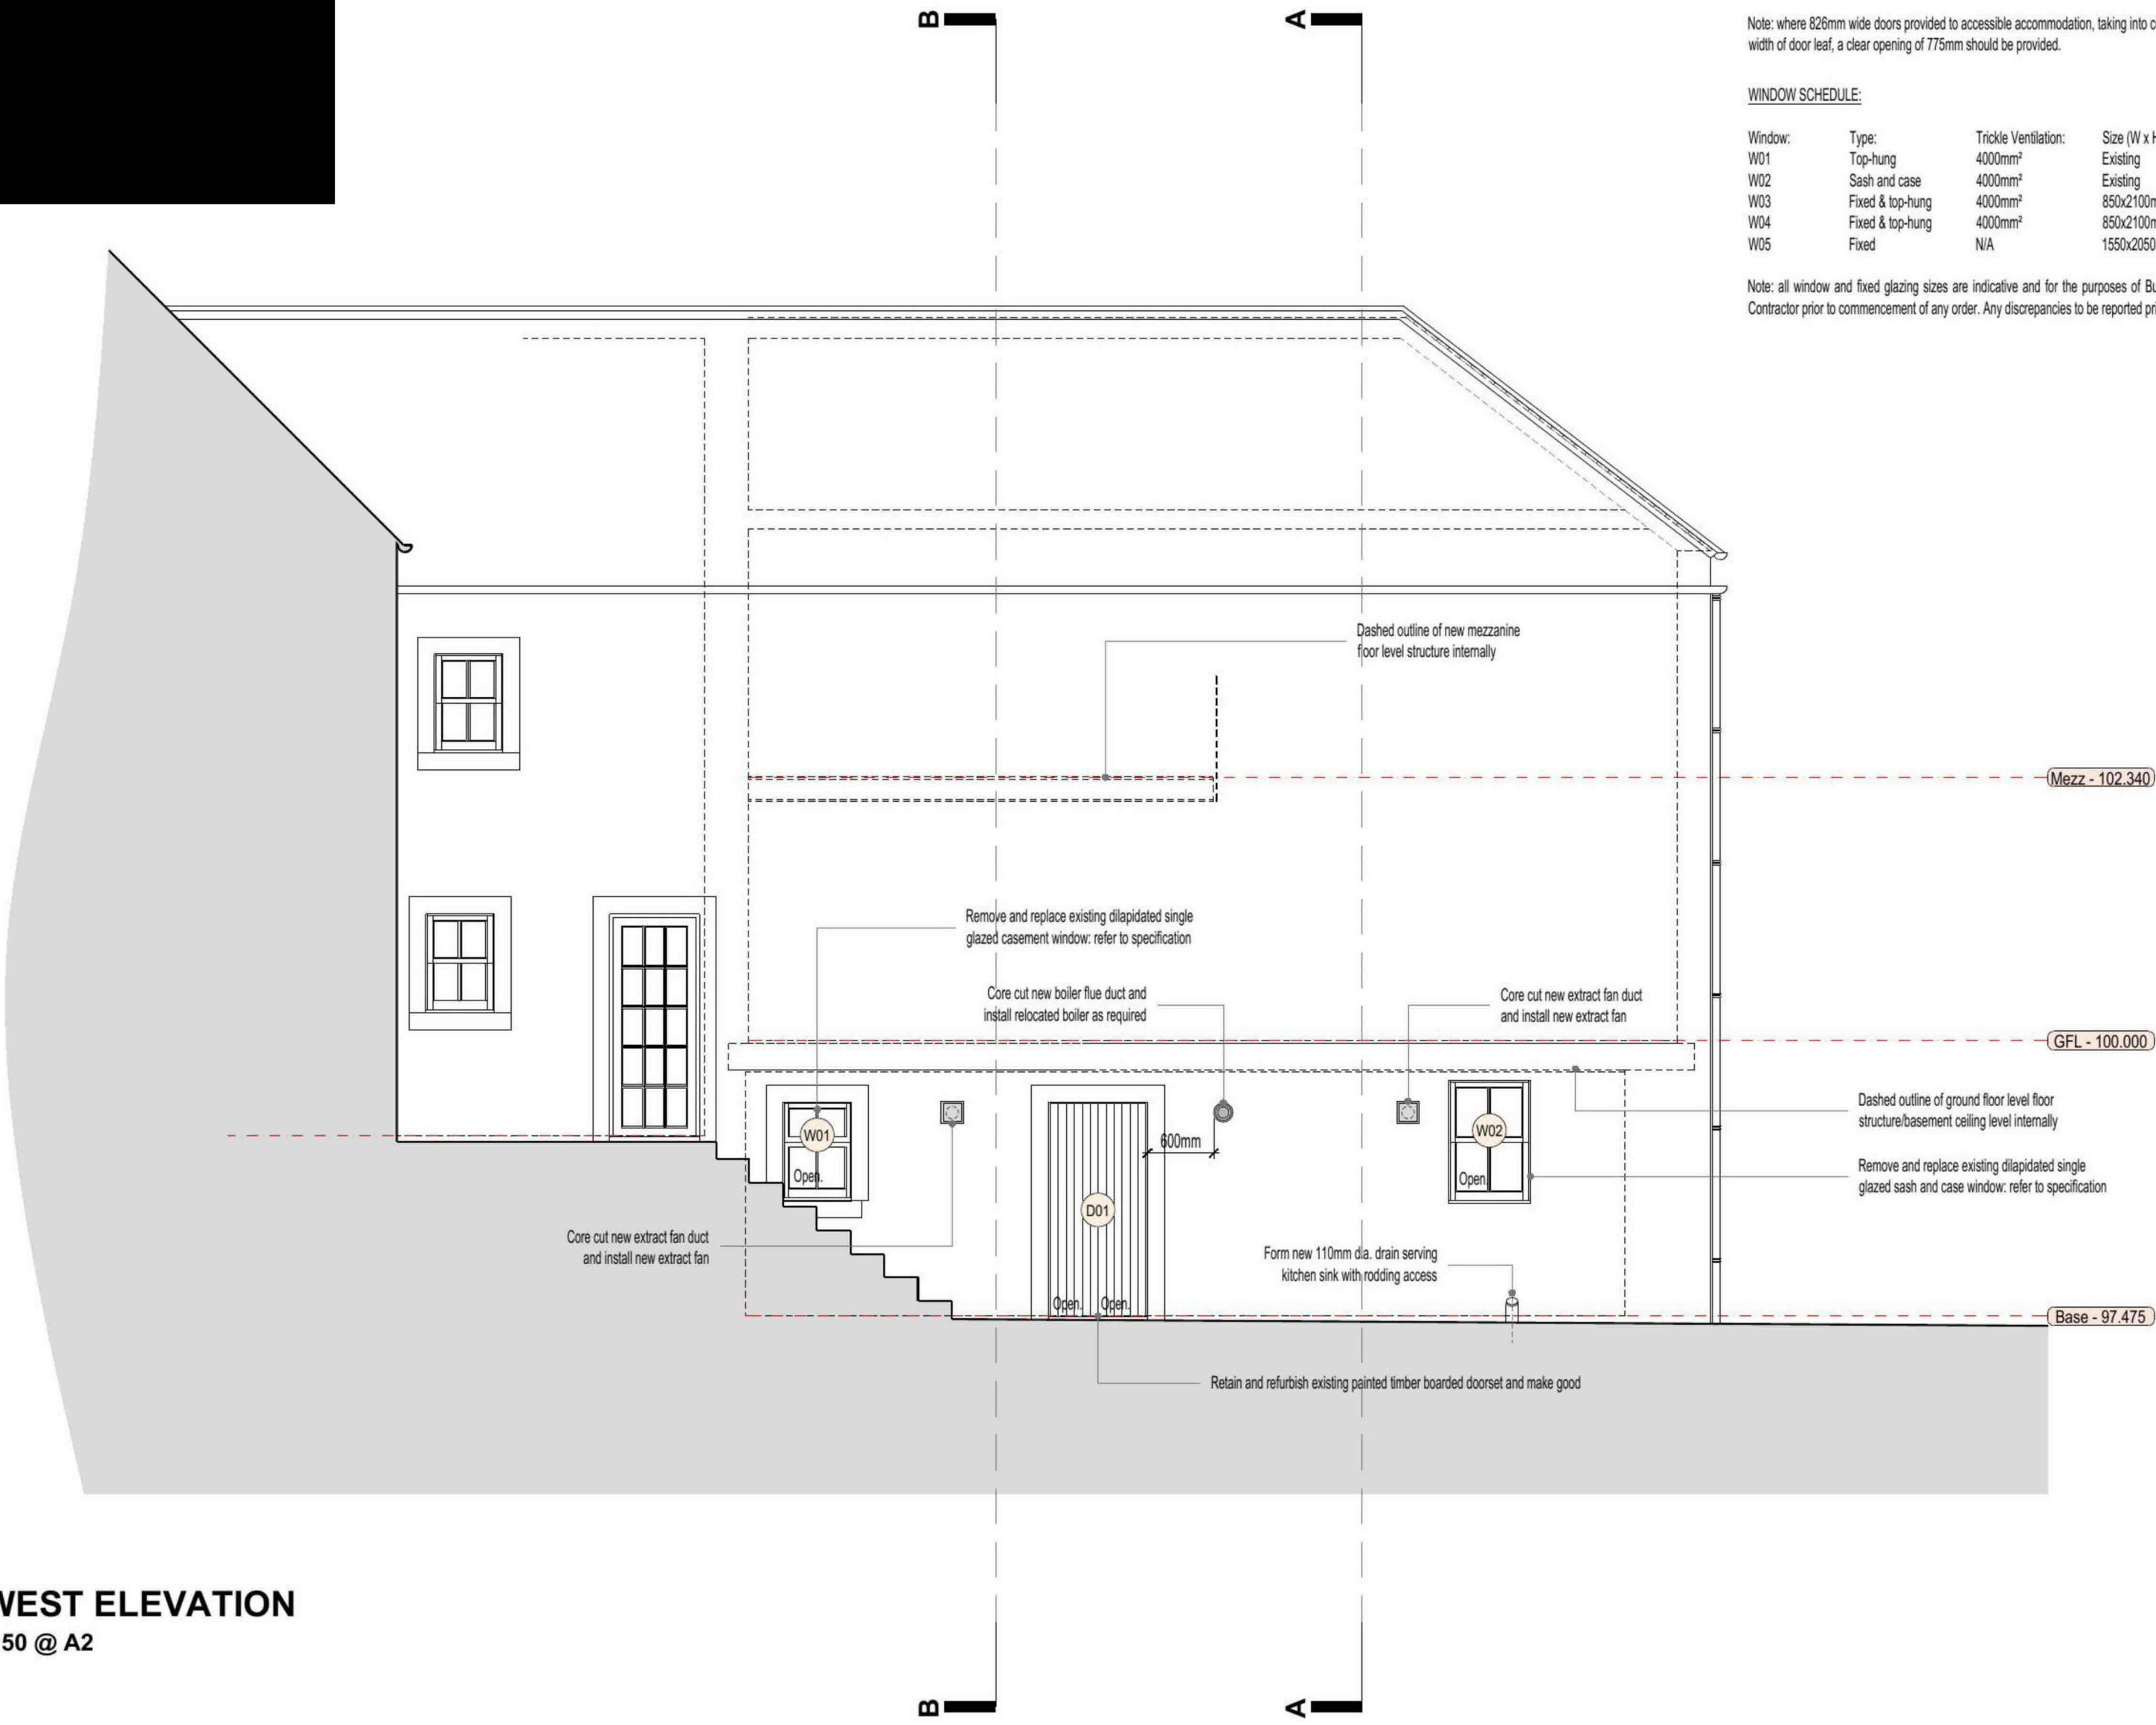 B
A
Note: where 826mm wide doors provided to accessible accommodation, taking into
width of door leaf, a clear opening of 775mm should be provided.
WINDOW SCHEDULE:
Window: Type: Trickle Ventilation: Size (W x
W01 Top-hung 4000mm² Existing
W02 Sash and case 4000mm² Existing
W03 Fixed & top-hung 4000mm² 850x2100m
W04 Fixed & top-hung 4000mm² 850x2100m
W05 Fixed N/A 1550x2050
Note: all window and fixed glazing sizes are indicative and for the purposes of Bu
Contractor prior to commencement of any order. Any discrepancies to be reported pri
Dashed outline of new mezzanine
floor level structure internally
Mezz - 102.340
Remove and replace existing dilapidated single
glazed casement window: refer to specification
Core cut new boiler flue duct and
install relocated boiler as required
Core cut new extract fan duct
and install new extract fan
GFL - 100.000
Dashed outline of ground floor level floor
structure/basement ceiling level internally
W01
Open.
600mm
W02
Open.
Remove and replace existing dilapidated single
glazed sash and case window: refer to specification
D01
Core cut new extract fan duct
and install new extract fan
Form new 110mm dia. drain serving
kitchen sink with rodding access
Open. Open.
Base - 97.475
Retain and refurbish existing painted timber boarded doorset and make good
WEST ELEVATION
50 @ A2
B
A